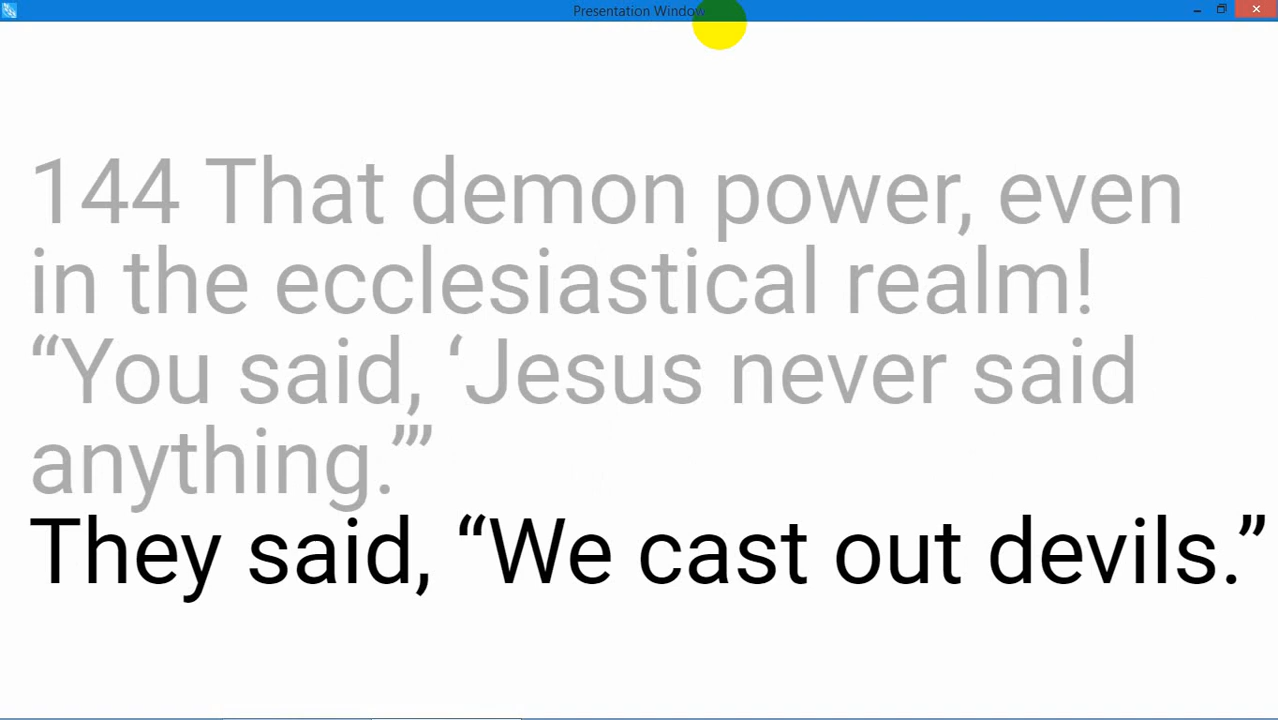 Presentation Window
144 That demon power, even
in the ecclesiastical realm!
“You said, ‘Jesus never said
anything.’”
They said, “We cast out devils.”